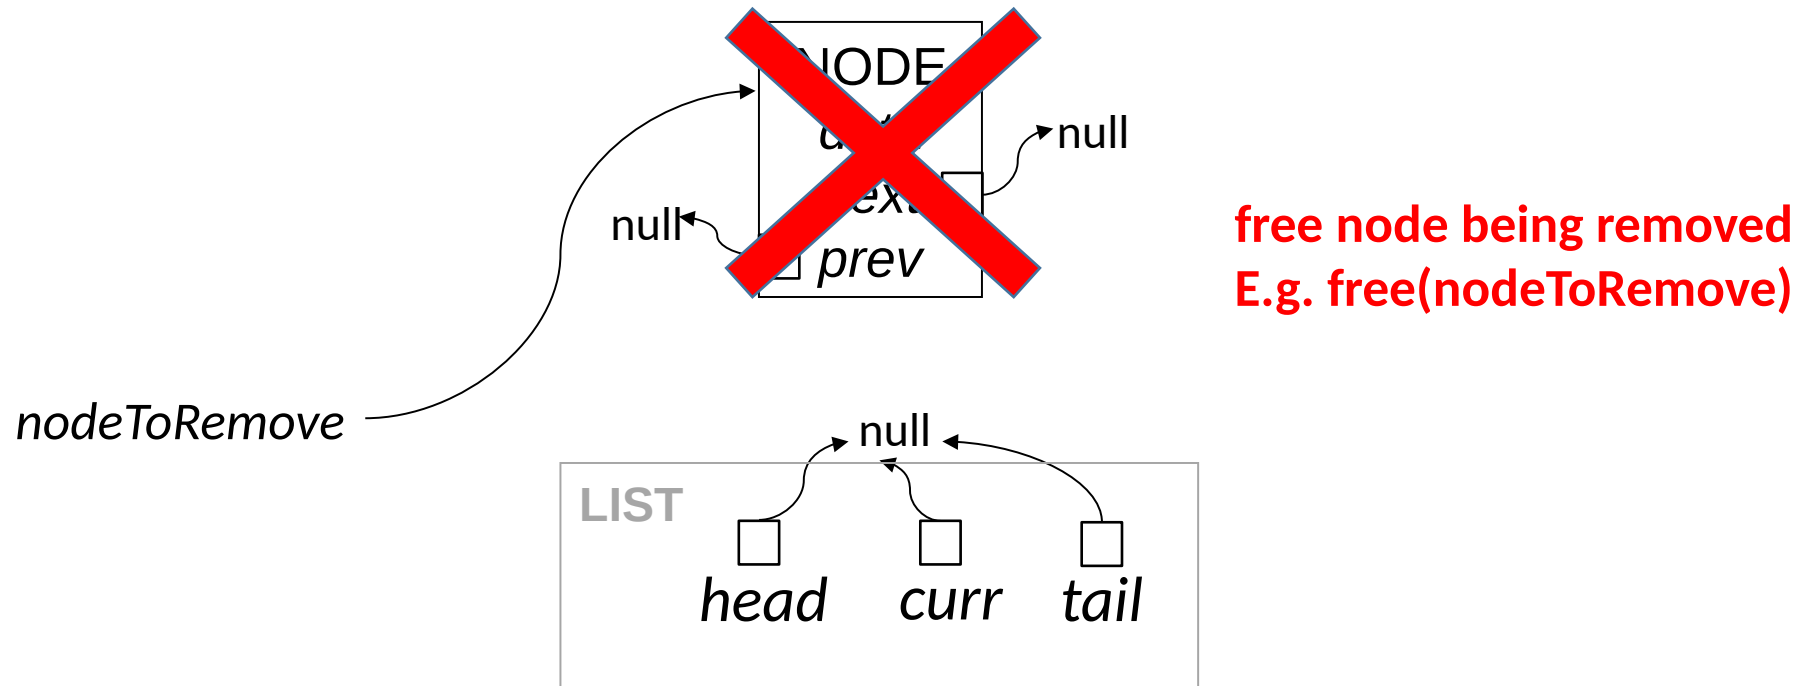 NODE
null
null
prev
free node being removed
E.g. free(nodeToRemove)
nodeToRemove
null
LIST
head curr tail